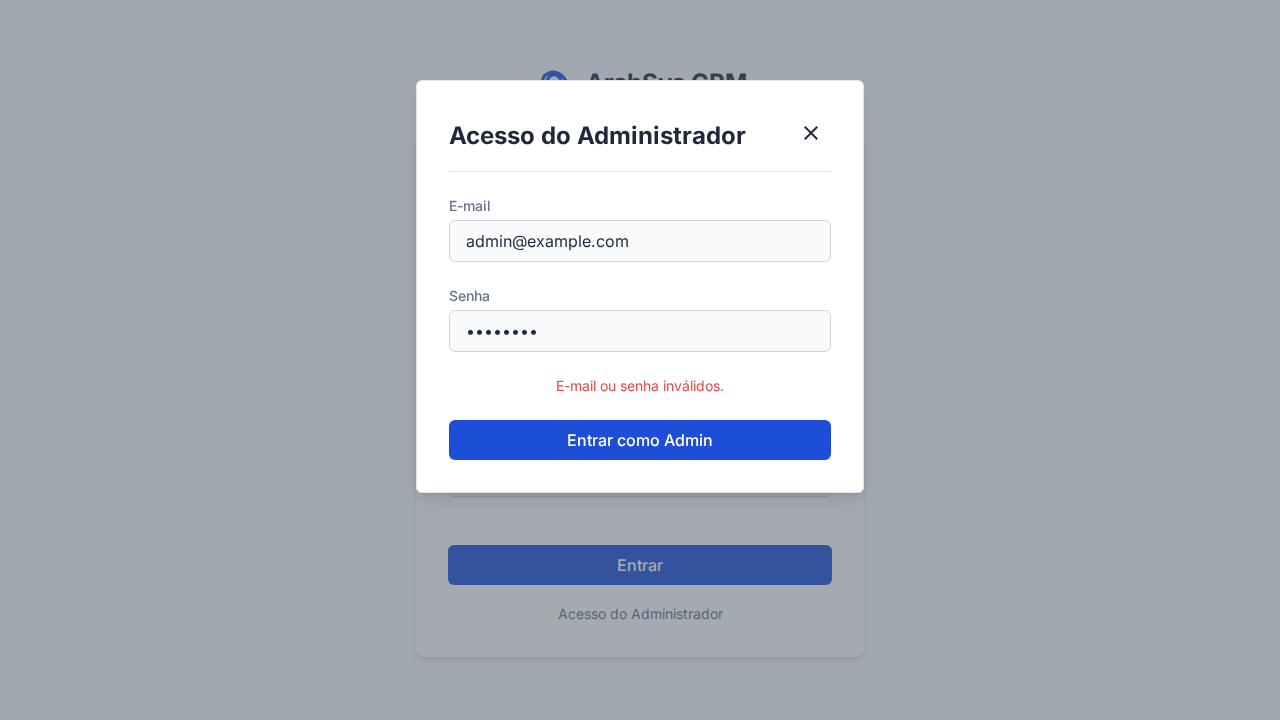 Acesso do Administrador
E-mail
admin@example.com
Senha
••••••••
E-mail ou senha inválidos.
Entrar como Admin
Entrar
Acesso do Administrador